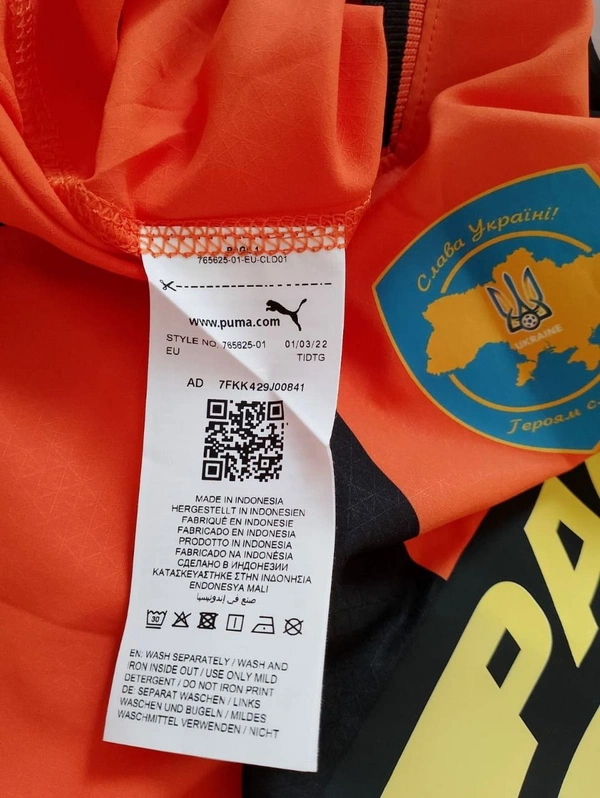 765625-01-EU-CLD01
www.puma.com
STYLE NO. 765625-01 01/03/22
EU TIDTG
AD 7FKK429J00841
MADE IN INDONESIA
HERGESTELLT IN INDONESIEN
FABRIQUÉ EN INDONESIE
FABRICADO EN INDONESIA
PRODOTTO IN INDONESIA
FABRICADO NA INDONÉSIA
СДЕЛАНО В ИНДОНЕЗИИ
ΚΑΤΑΣΚΕΥΑΣΤΗΚΕ ΣΤΗΝ ΙΝΔΟΝΗΣΙΑ
ENDONESYA MALI
صنع في إندونيسيا
30
EN: WASH SEPARATELY / WASH AND
IRON INSIDE OUT / USE ONLY MILD
DETERGENT / DO NOT IRON PRINT
DE: SEPARAT WASCHEN / LINKS
WASCHEN UND BÜGELN / MILDES
WASCHMITTEL VERWENDEN / NICHT
Слава Україні!
UKRAINE
Героям